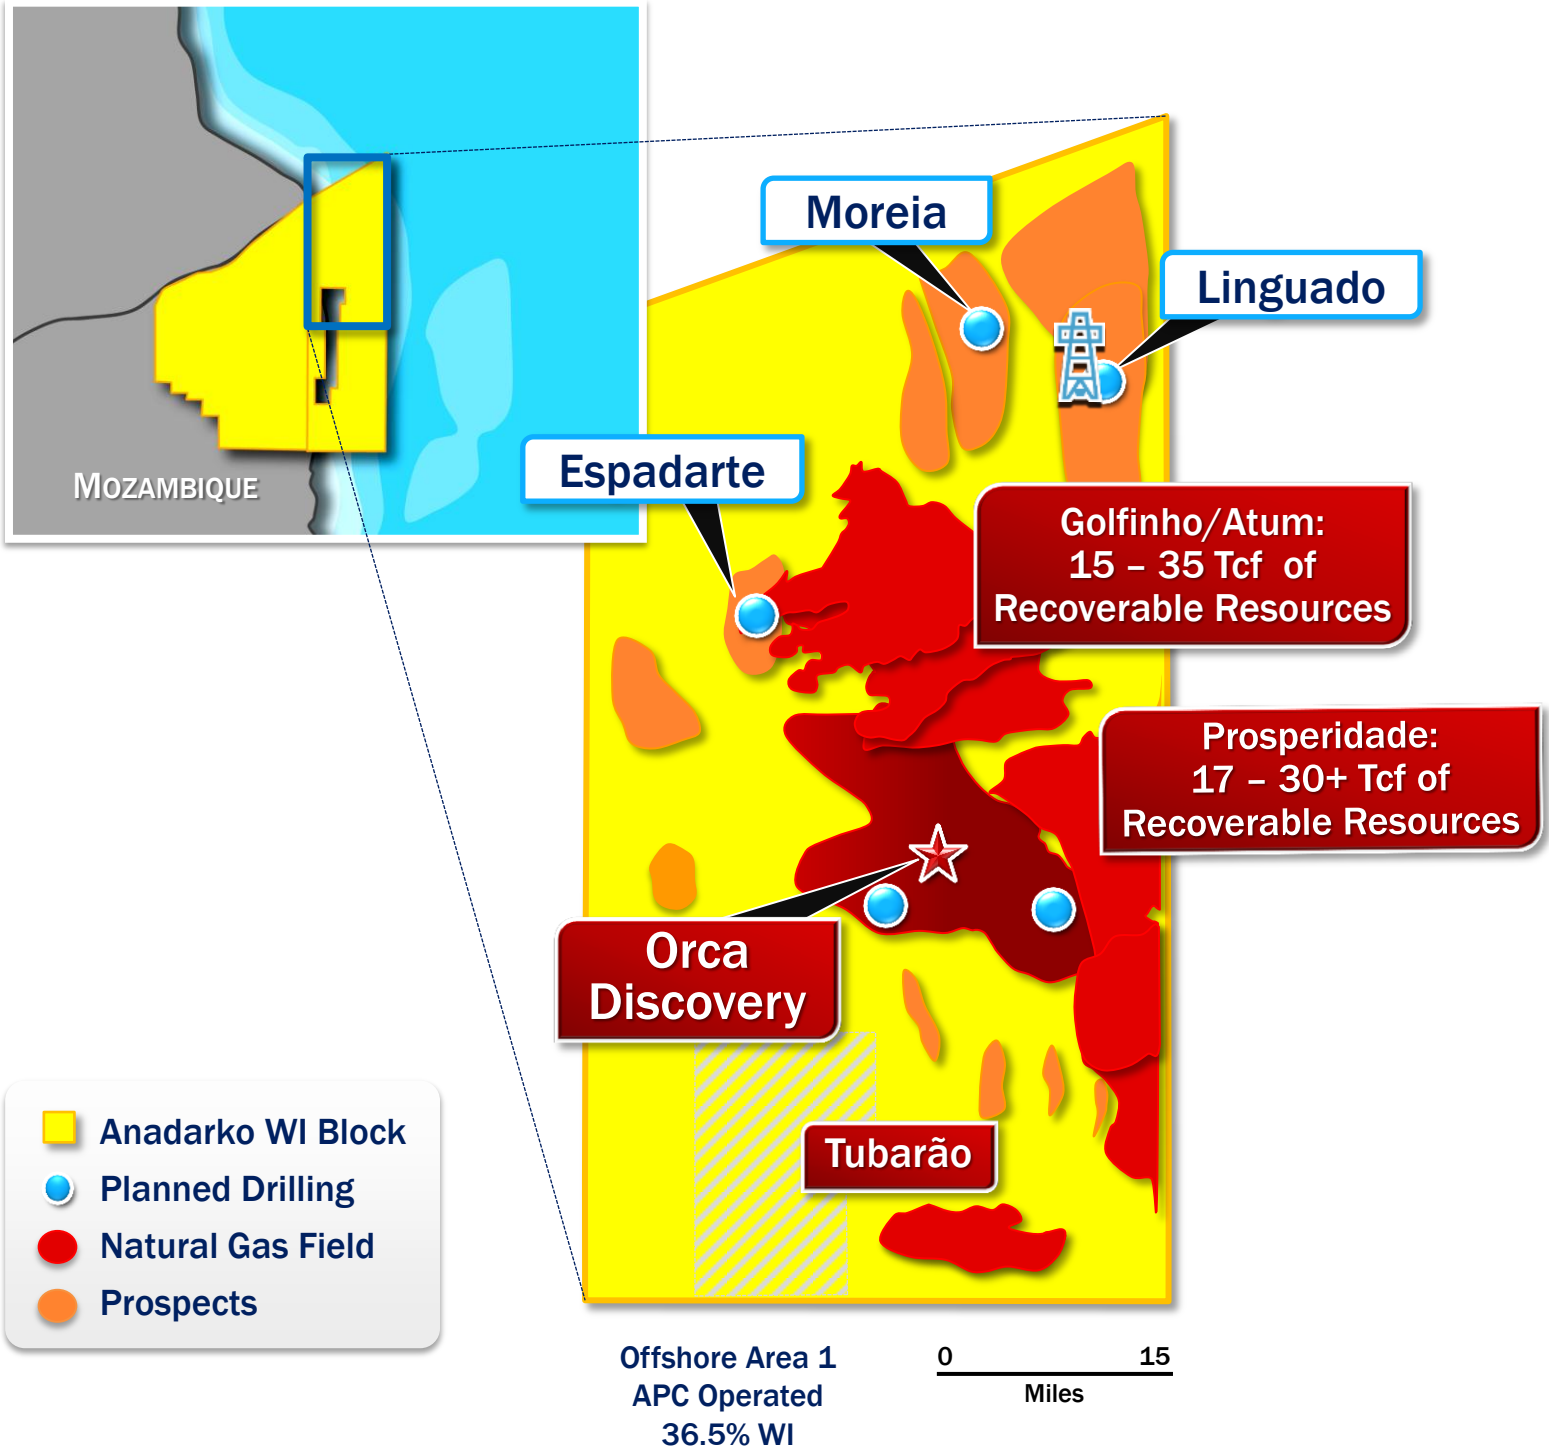 Moreia
Linguado
Espadarte
MOZAMBIQUE
Golfinho/Atum:
15 – 35 Tcf of
Recoverable Resources
Prosperidade:
17 – 30+ Tcf of
Recoverable Resources
Orca
Discovery
Tubarão
Anadarko WI Block
Planned Drilling
Natural Gas Field
Prospects
Offshore Area 1
APC Operated
36.5% WI
0 15
Miles